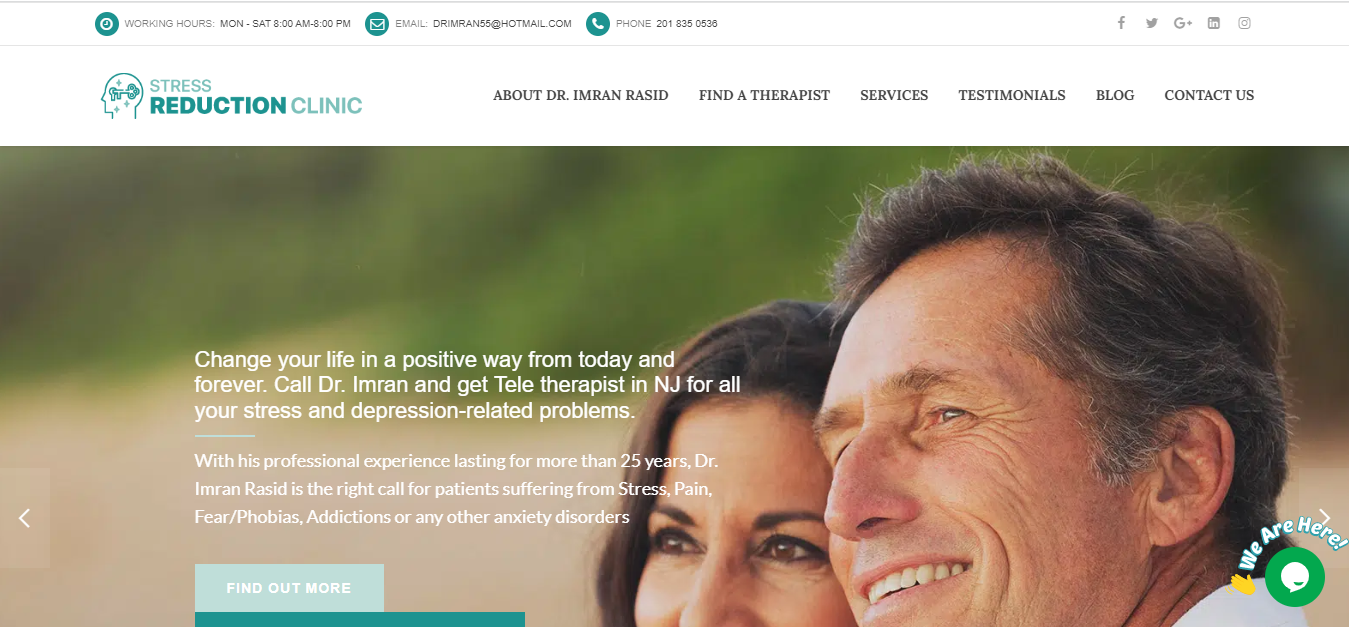 WORKING HOURS: MON - SAT 8:00 AM-8:00 PM EMAIL: DRIMRAN55@HOTMAIL.COM PHONE 201 835 0536
STRESS
REDUCTION CLINIC
ABOUT DR. IMRAN RASID FIND A THERAPIST SERVICES TESTIMONIALS BLOG CONTACT US
Change your life in a positive way from today and
forever. Call Dr. Imran and get Tele therapist in NJ for all
your stress and depression-related problems.
With his professional experience lasting for more than 25 years, Dr.
Imran Rasid is the right call for patients suffering from Stress, Pain,
Fear/Phobias, Addictions or any other anxiety disorders
We Are Here!
FIND OUT MORE